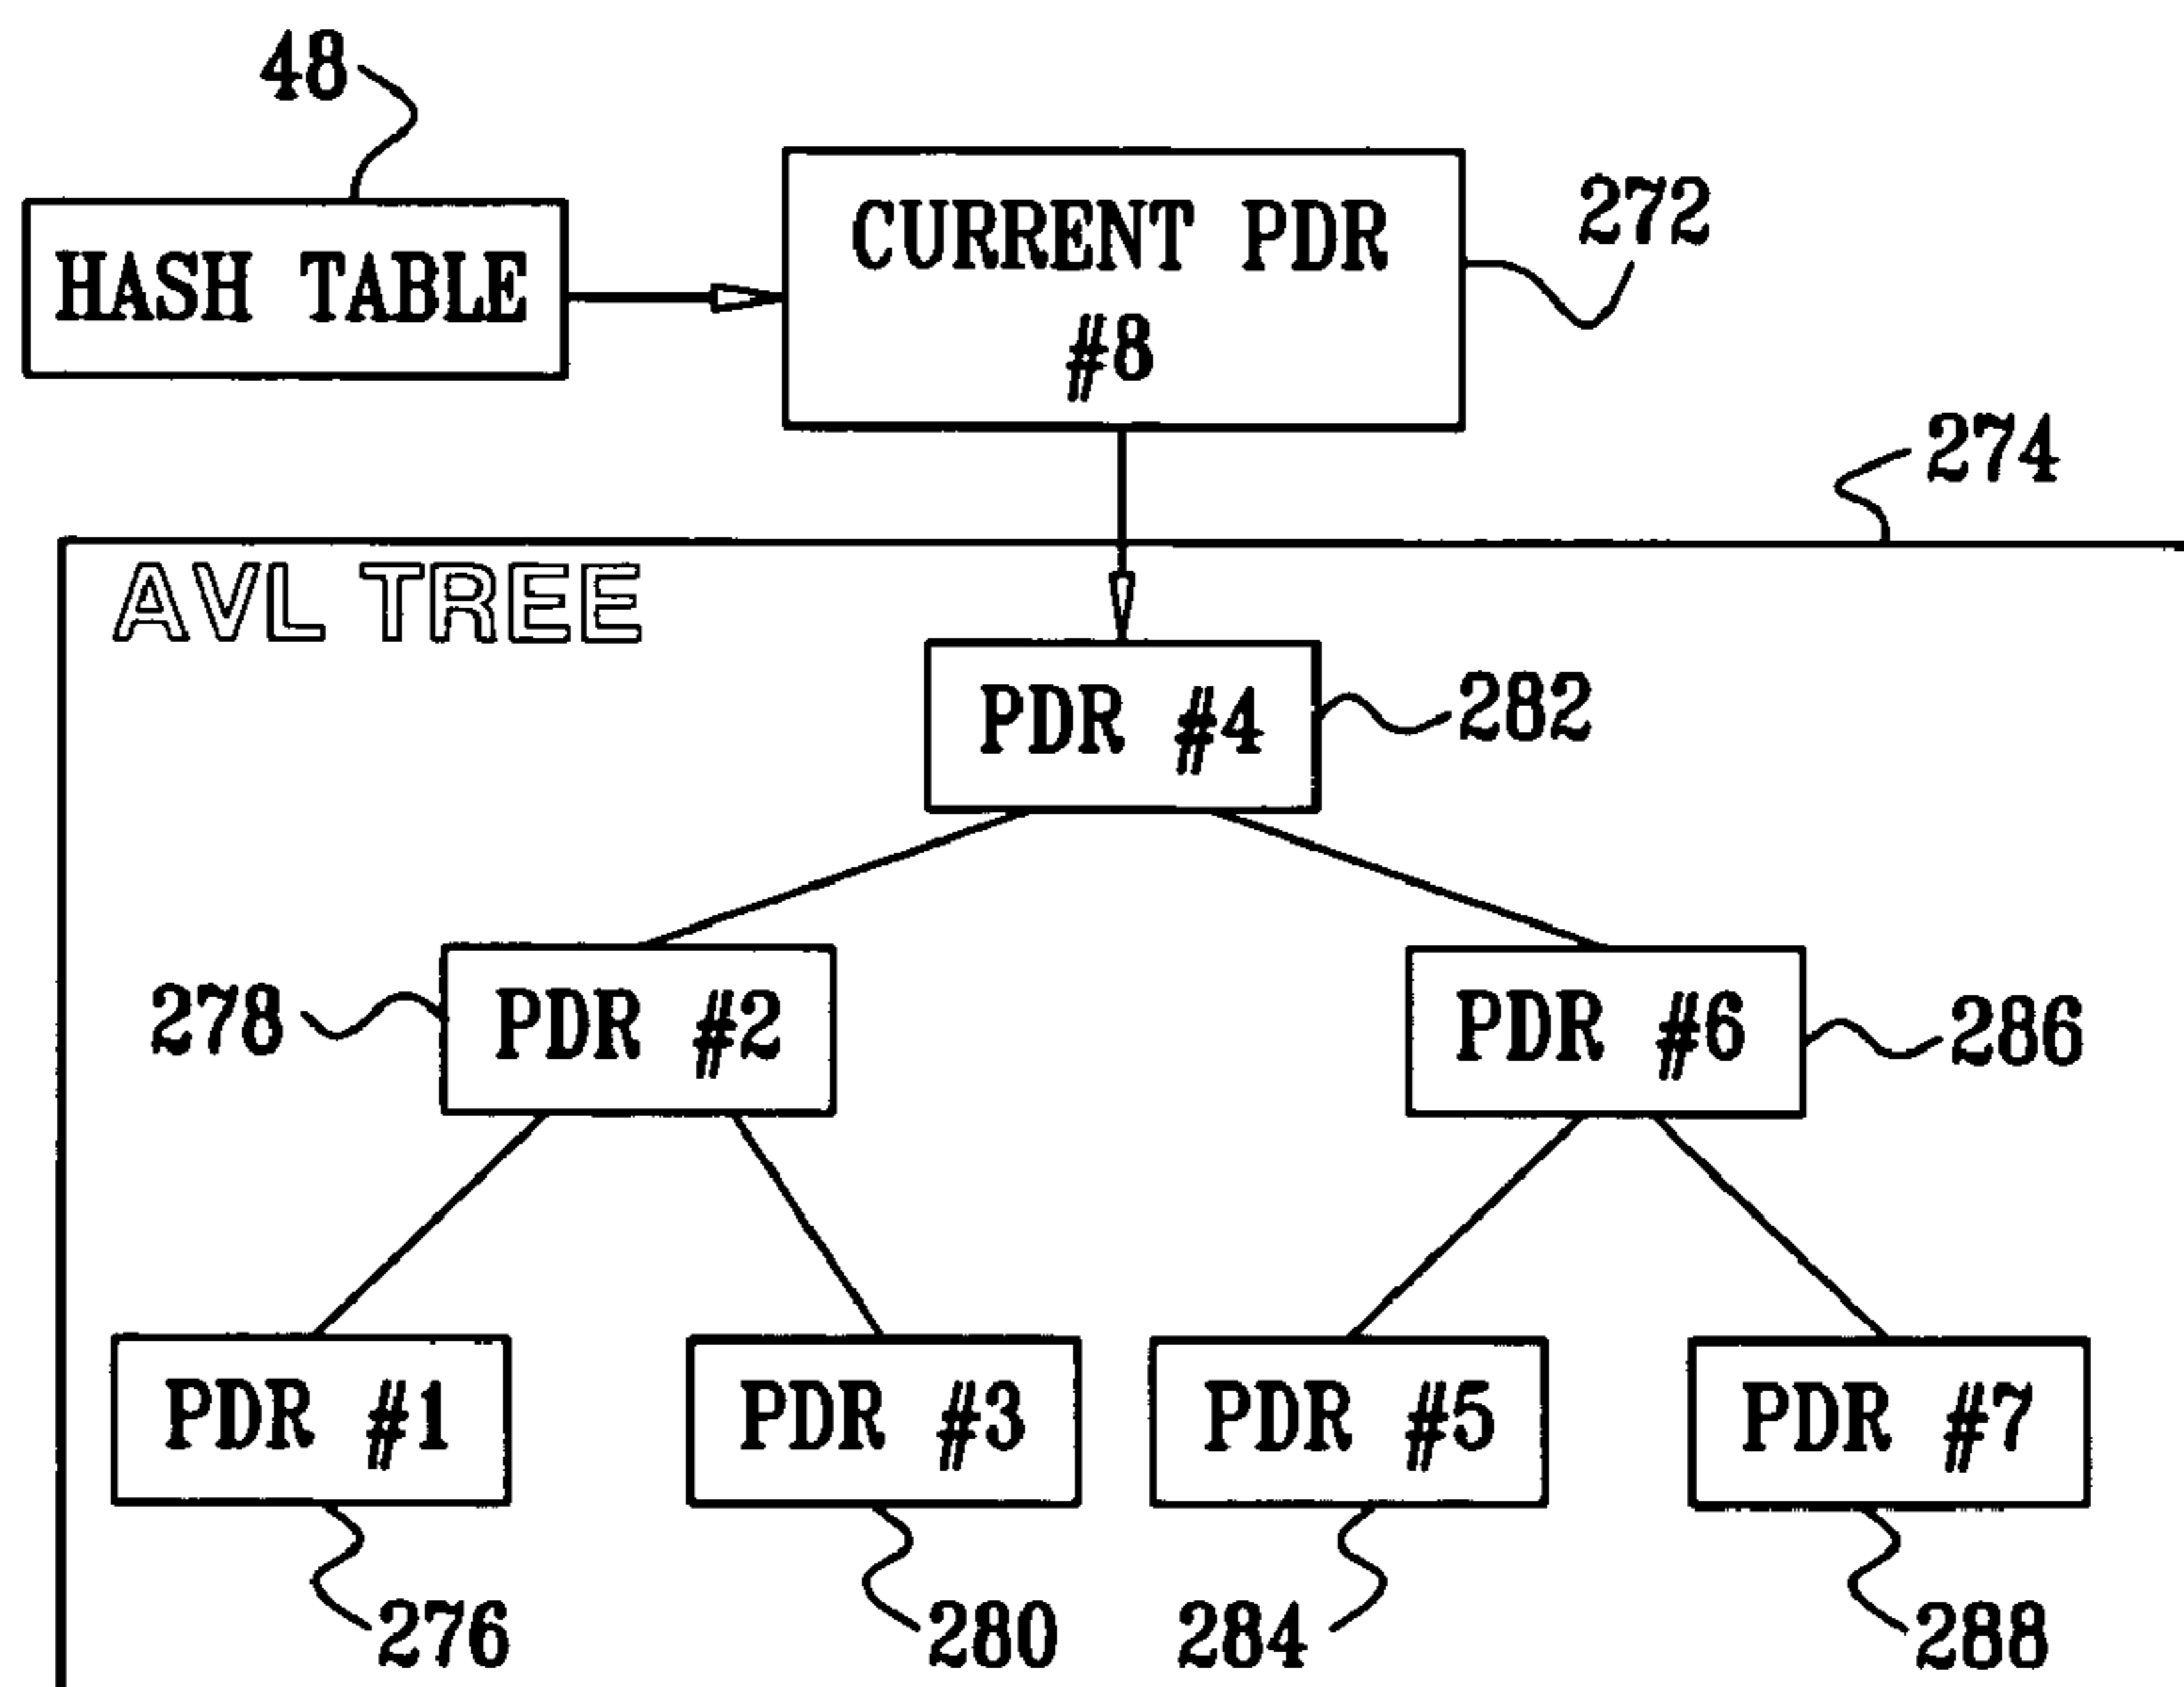 48
HASH TABLE
CURRENT PDR
#8
272
274
AVL TREE
PDR #4
282
278
PDR #2
PDR #6
286
PDR #1
PDR #3
PDR #5
PDR #7
276
280
284
288